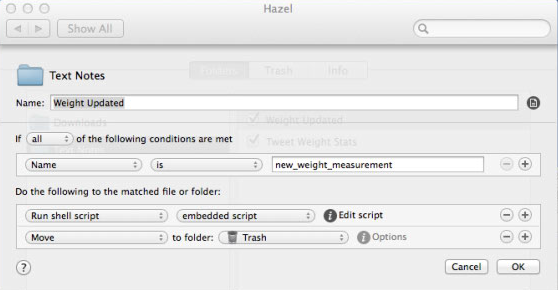 Hazel
Show All
Folders Trash Info
Text Notes
Name: Weight Updated
Downloads
Weight Updated
If all of the following conditions are met
Tweet Weight Stats
Name is new_weight_measurement
Do the following to the matched file or folder:
Run shell script embedded script Edit script
Move to folder: Trash Options
? Cancel OK